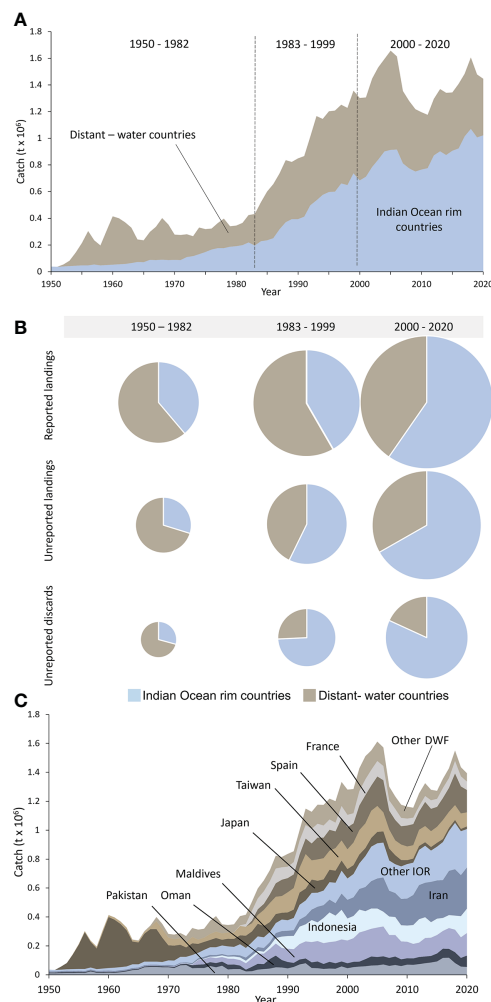 A
1950 - 1982
1983 - 1999
2000 - 2020
Distant – water countries
Indian Ocean rim
countries
Catch (t x 10⁶)
1.8
1.6
1.4
1.2
1
0.8
0.6
0.4
0.2
0
1950
1960
1970
1980
1990
2000
2010
2020
Year
B
1950 – 1982
1983 - 1999
2000 - 2020
Reported landings
Unreported landings
Unreported discards
Indian Ocean rim countries
Distant- water countries
C
Catch (t x 10⁶)
1.8
1.6
1.4
1.2
1
0.8
0.6
0.4
0.2
0
France
Other DWF
Spain
Taiwan
Japan
Maldives
Other IOR
Pakistan
Oman
Iran
Indonesia
1950
1960
1970
1980
1990
2000
2010
2020
Year